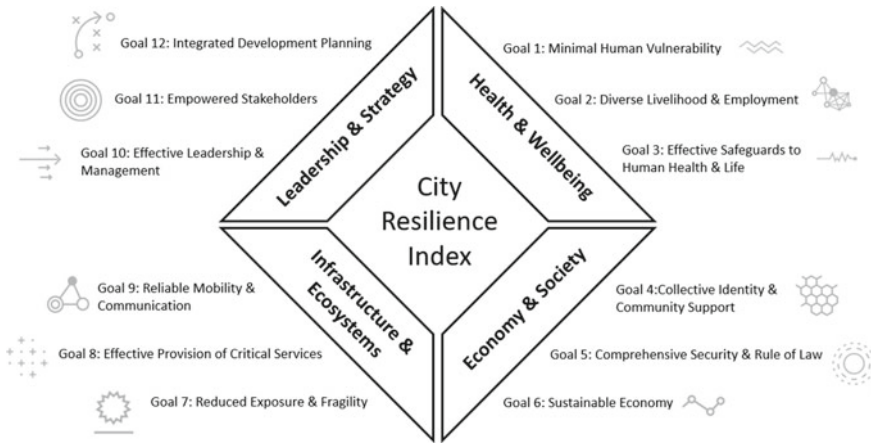 Goal 12: Integrated Development Planning
Goal 11: Empowered Stakeholders
Goal 10: Effective Leadership &
Management
Leadership & Strategy
Health & Wellbeing
Goal 1: Minimal Human Vulnerability
Goal 2: Diverse Livelihood & Employment
Goal 3: Effective Safeguards to
Human Health & Life
City
Resilience
Index
Goal 9: Reliable Mobility &
Communication
Goal 8: Effective Provision of Critical Services
Goal 7: Reduced Exposure & Fragility
Infrastructure &
Ecosystems
Economy & Society
Goal 4:Collective Identity &
Community Support
Goal 5: Comprehensive Security & Rule of Law
Goal 6: Sustainable Economy